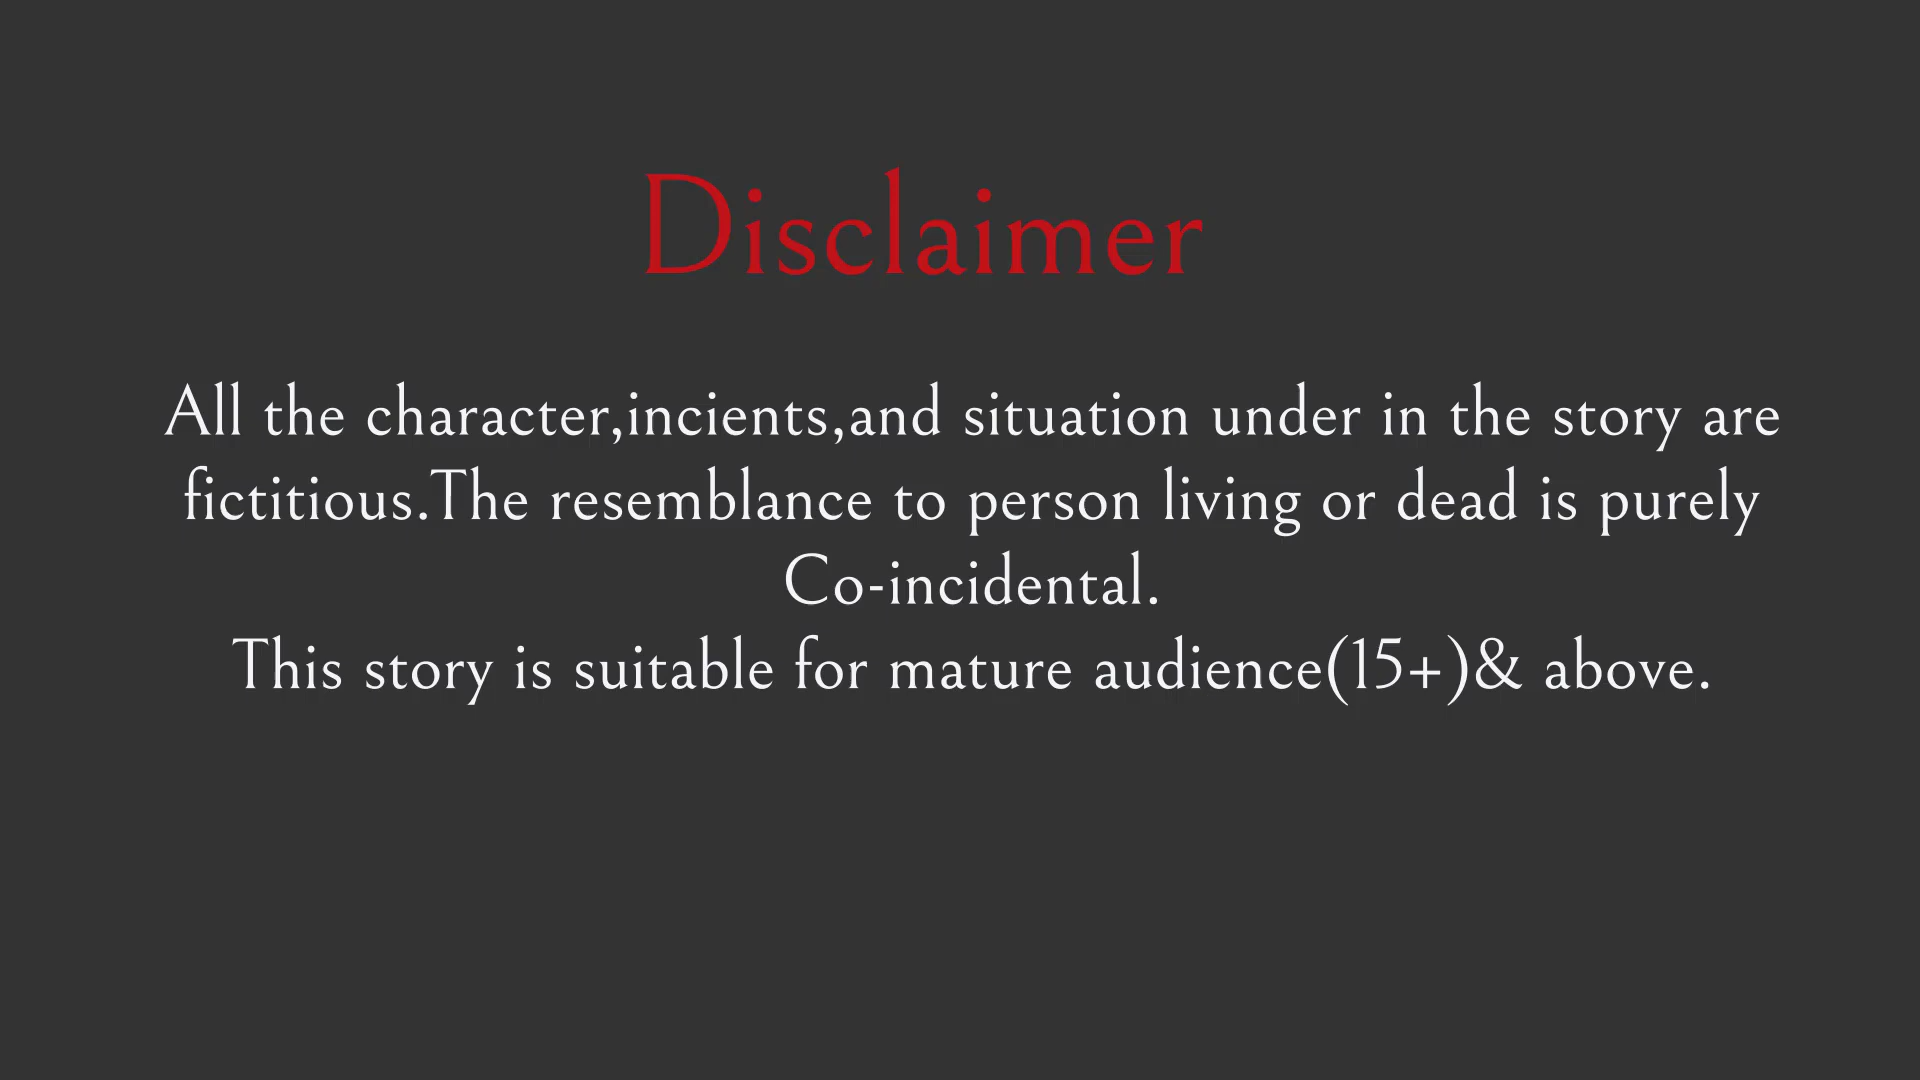 Disclaimer
All the character,incients,and situation under in the story are
fictitious.The resemblance to person living or dead is purely
Co-incidental.
This story is suitable for mature audience(15+)& above.